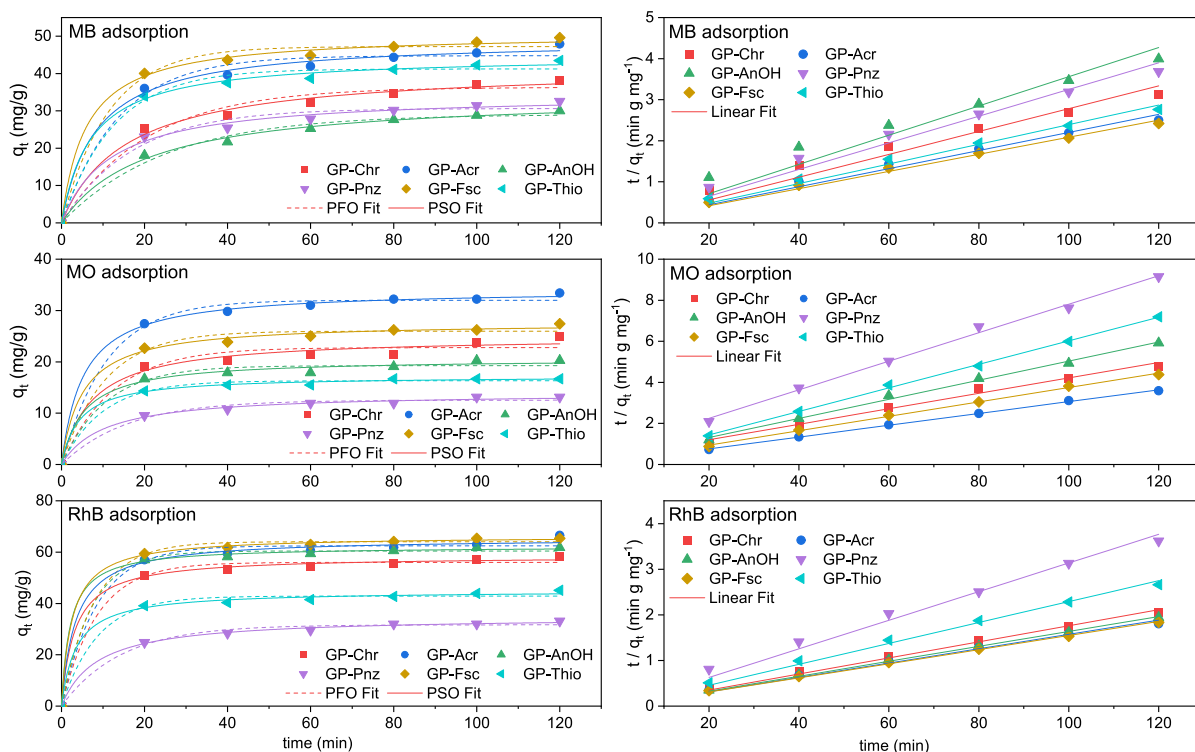 MB adsorption
qt (mg/g)
50
40
30
20
10
0
GP-Chr GP-Acr GP-AnOH
GP-Pnz GP-Fsc GP-Thio
PFO Fit PSO Fit
0 20 40 60 80 100 120
MB adsorption
t / qt (min g mg-1)
5
4
3
2
1
0
GP-Chr GP-Acr
GP-AnOH GP-Pnz
GP-Fsc GP-Thio
Linear Fit
20 40 60 80 100 120
MO adsorption
qt (mg/g)
40
30
20
10
0
GP-Chr GP-Acr GP-AnOH
GP-Pnz GP-Fsc GP-Thio
PFO Fit PSO Fit
0 20 40 60 80 100 120
MO adsorption
t / qt (min g mg-1)
10
8
6
4
2
0
GP-Chr GP-Acr
GP-AnOH GP-Pnz
GP-Fsc GP-Thio
Linear Fit
20 40 60 80 100 120
RhB adsorption
qt (mg/g)
80
60
40
20
0
GP-Chr GP-Acr GP-AnOH
GP-Pnz GP-Fsc GP-Thio
PFO Fit PSO Fit
0 20 40 60 80 100 120
time (min)
RhB adsorption
t / qt (min g mg-1)
4
3
2
1
0
GP-Chr GP-Acr
GP-AnOH GP-Pnz
GP-Fsc GP-Thio
Linear Fit
20 40 60 80 100 120
time (min)